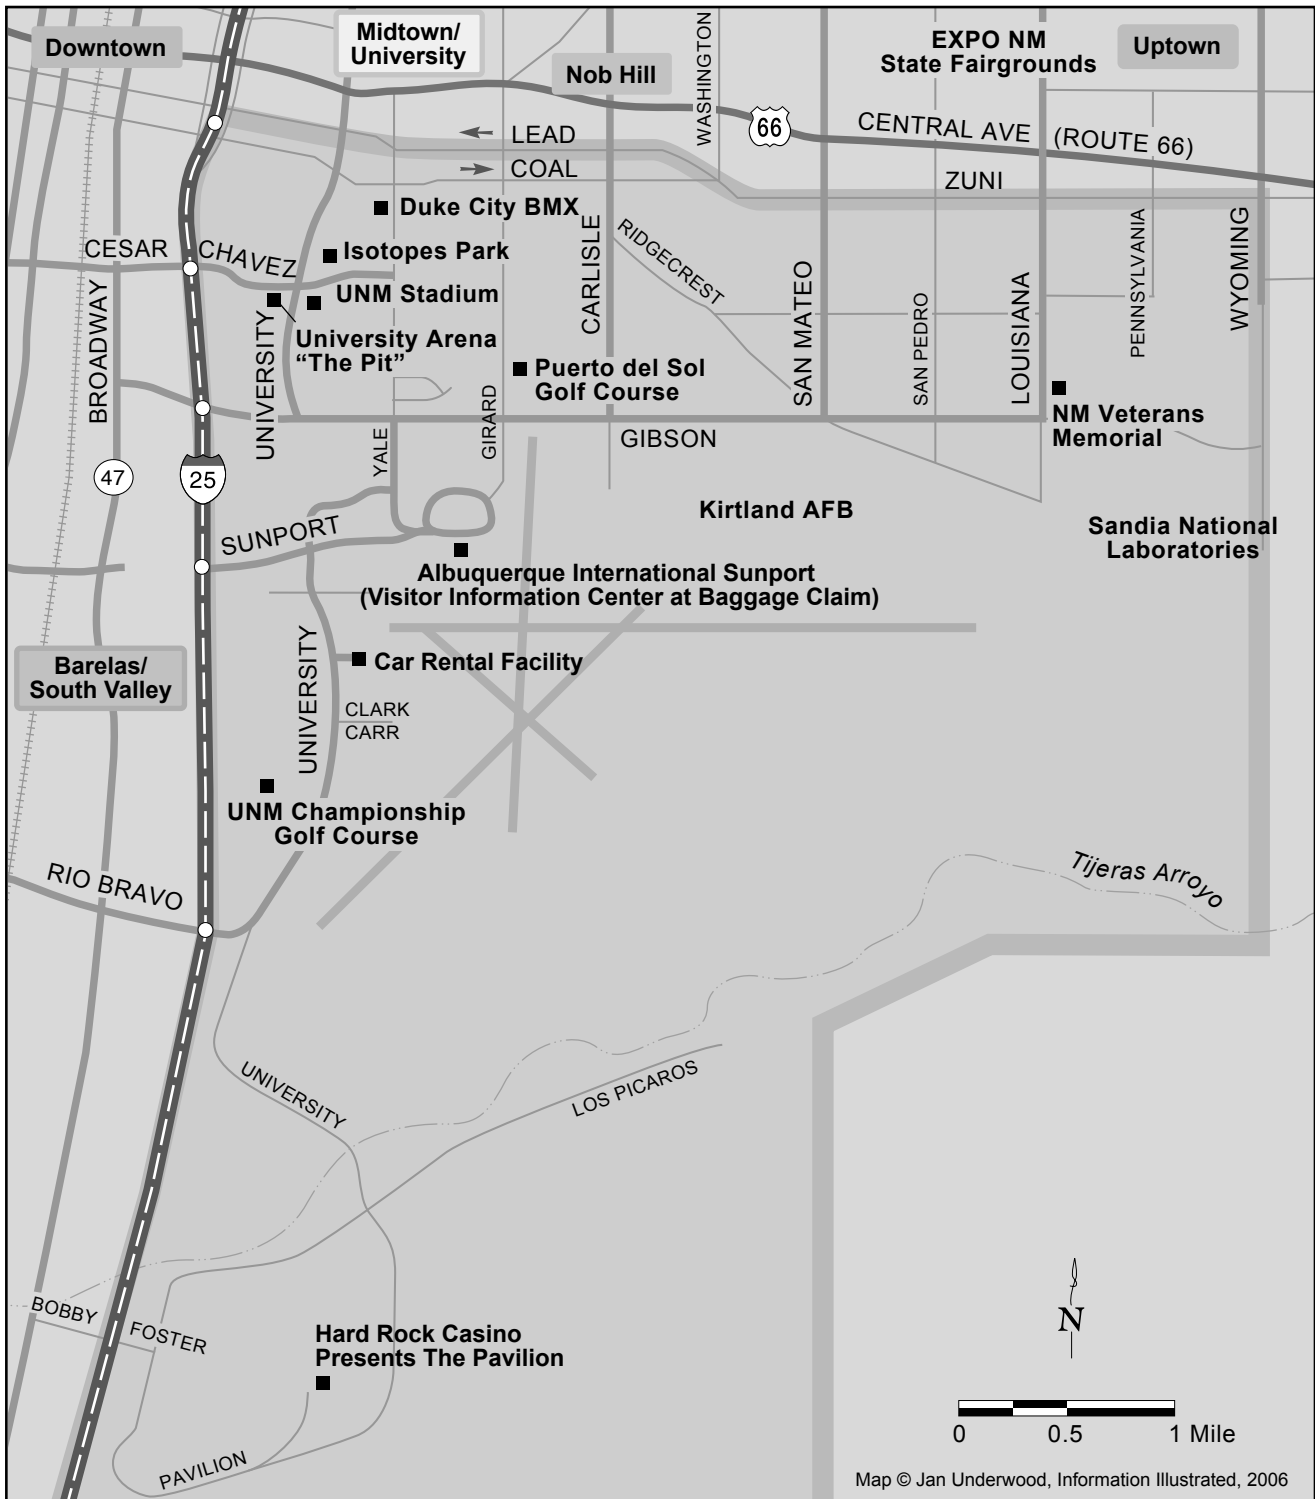 Downtown
Midtown/
University
Nob Hill
WASHINGTON
EXPO NM
State Fairgrounds
Uptown
66
CENTRAL AVE (ROUTE 66)
LEAD
COAL
ZUNI
Duke City BMX
CESAR CHAVEZ
Isotopes Park
UNM Stadium
University Arena
“The Pit”
BROADWAY
UNIVERSITY
CARLISLE
RIDGECREST
SAN MATEO
SAN PEDRO
LOUISIANA
PENNSYLVANIA
WYOMING
Puerto del Sol
Golf Course
NM Veterans
Memorial
YALE
GIRARD
GIBSON
47
25
SUNPORT
Kirtland AFB
Sandia National
Laboratories
Albuquerque International Sunport
(Visitor Information Center at Baggage Claim)
Barelas/
South Valley
UNIVERSITY
Car Rental Facility
CLARK
CARR
UNM Championship
Golf Course
RIO BRAVO
Tijeras Arroyo
UNIVERSITY
LOS PICAROS
BOBBY FOSTER
Hard Rock Casino
Presents The Pavilion
PAVILION
N
0 0.5 1 Mile
Map © Jan Underwood, Information Illustrated, 2006